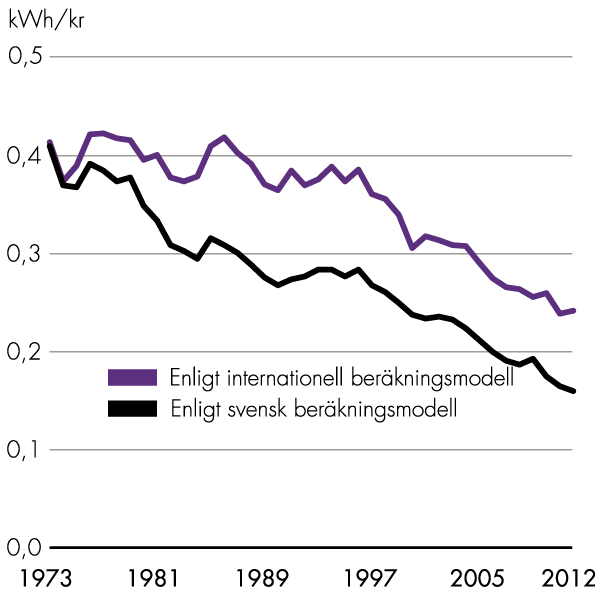 kWh/kr
0,5
0,4
0,3
0,2
Enligt internationell beräkningsmodell
Enligt svensk beräkningsmodell
0,1
0,0
1973 1981 1989 1997 2005 2012